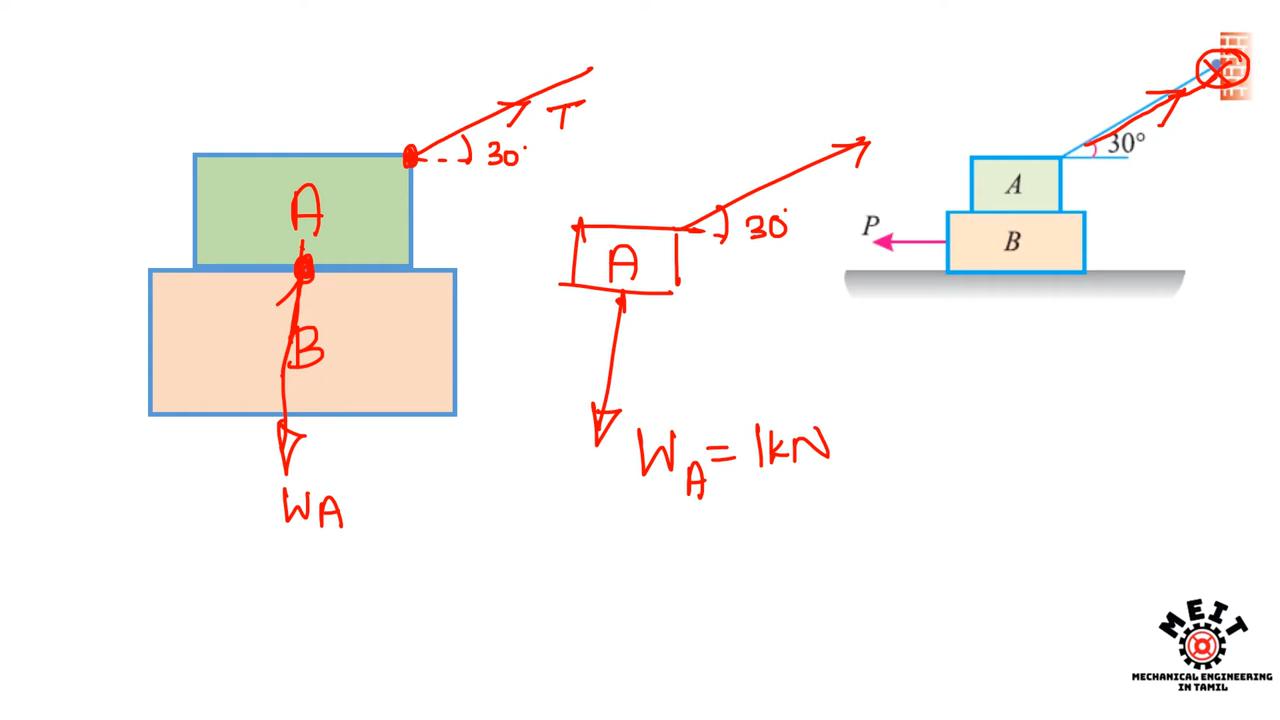 T
30°
A
B
WA
30°
A
WA = 1kN
30°
A
P
B
MEIT
MECHANICAL ENGINEERING
IN TAMIL